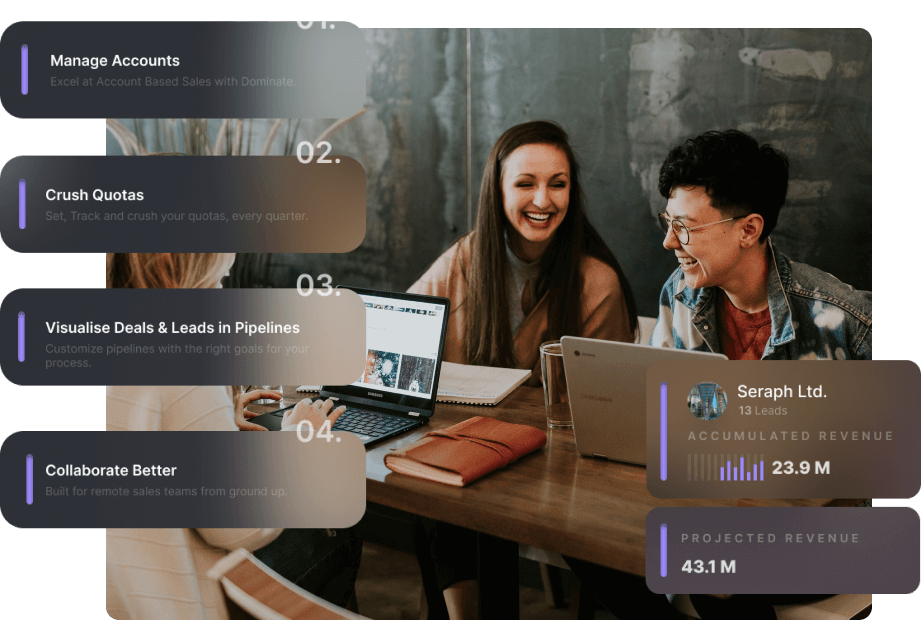 01.
Manage Accounts
Excel at Account Based Sales with Dominate.
02.
Crush Quotas
Set, Track and crush your quotas, every quarter.
03.
Visualise Deals & Leads in Pipelines
Customize pipelines with the right goals for your
process.
04.
Collaborate Better
Built for remote sales teams from ground up.
SAMSUNG
Seraph Ltd.
13 Leads
ACCUMULATED REVENUE
23.9 M
PROJECTED REVENUE
43.1 M